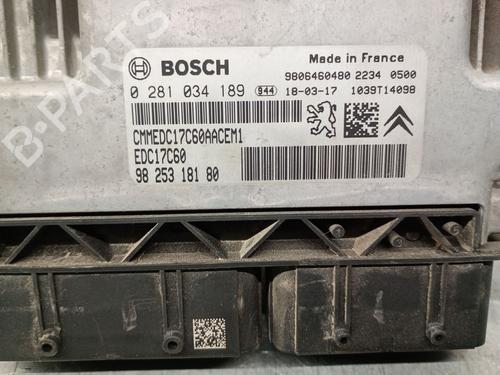 BOSCH
Made in France
9806460480 2234 0500
0 281 034 189 944 18-03-17 1039T14098
CMMEDC17C60AACEM1
EDC17C60
98 253 181 80
B-PARTS